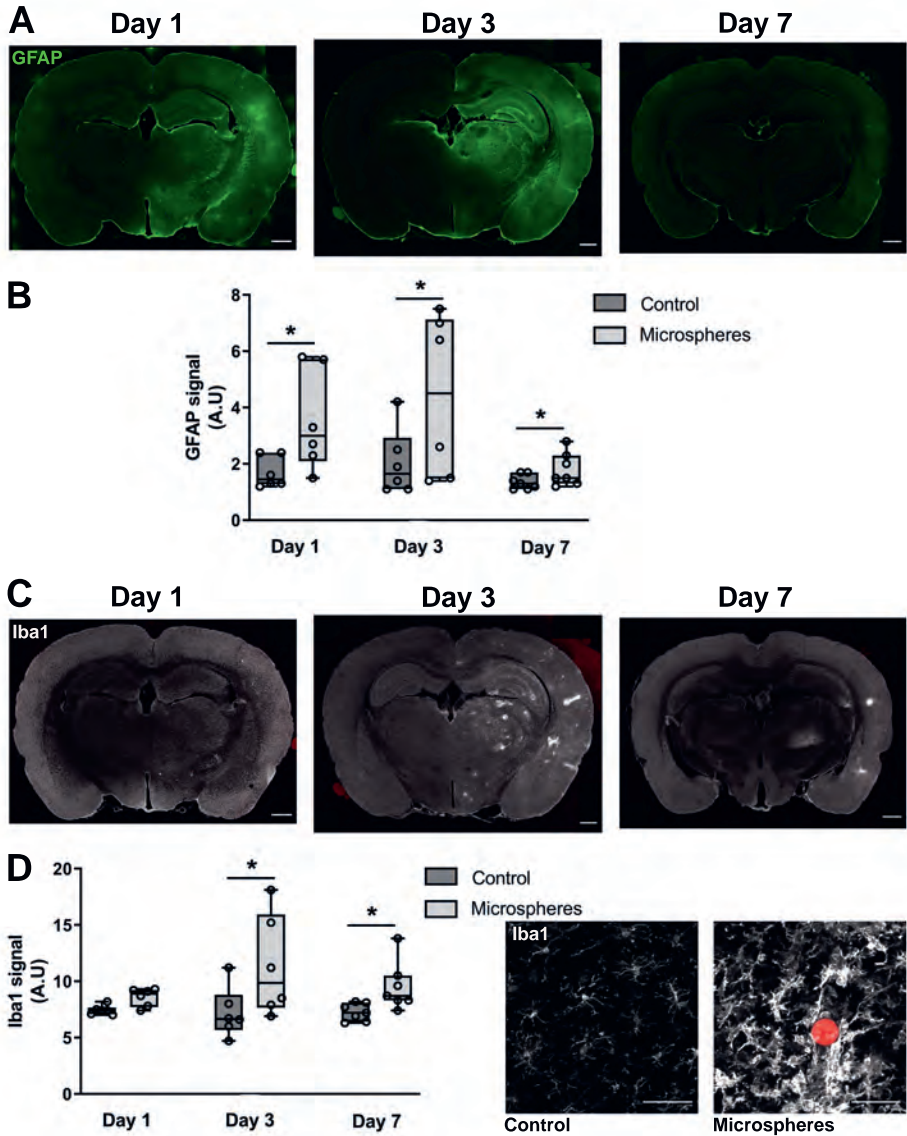 A
Day 1
Day 3
Day 7
GFAP
B
*
*
*
Control
Microspheres
GFAP signal
(A.U)
8
6
4
2
0
Day 1
Day 3
Day 7
C
Day 1
Day 3
Day 7
Iba1
D
*
*
Control
Microspheres
Iba1 signal
(A.U)
20
15
10
5
0
Day 1
Day 3
Day 7
Iba1
Control
Microspheres